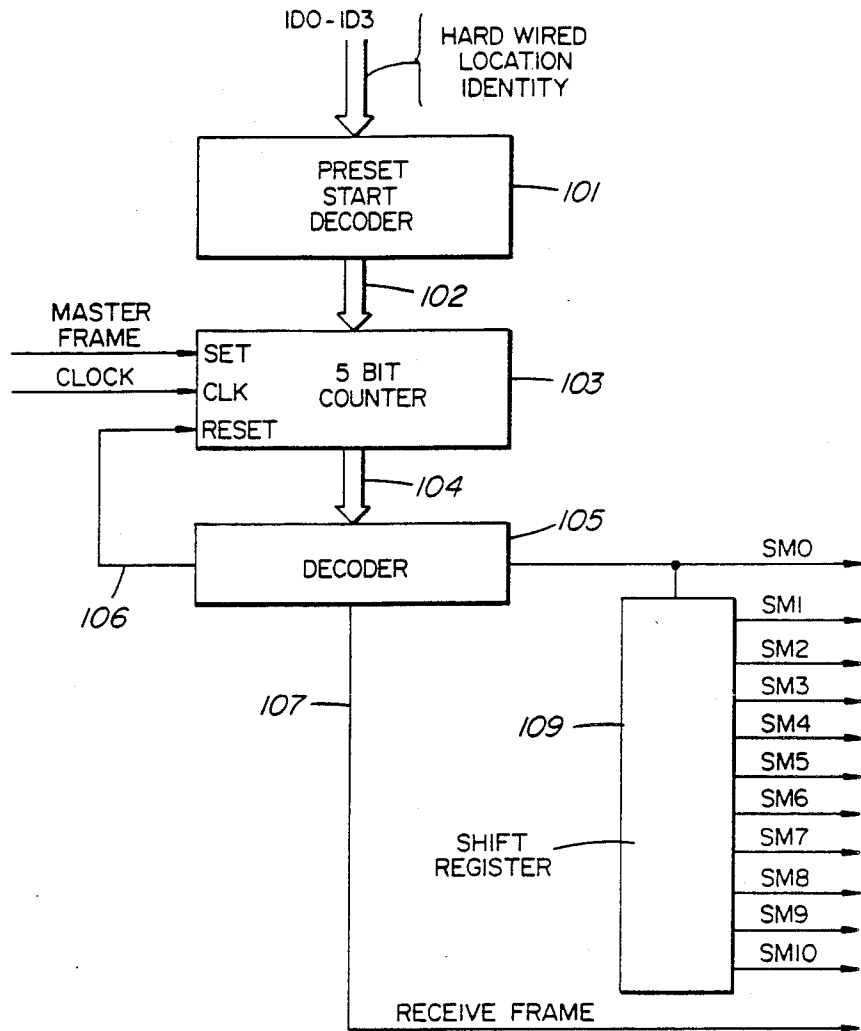 ID0-ID3
HARD WIRED
LOCATION
IDENTITY
PRESET
START
DECODER
101
102
MASTER
FRAME
SET
CLOCK
CLK
RESET
5 BIT
COUNTER
103
104
105
DECODER
106
SM0
SM1
SM2
SM3
107
109
SM4
SM5
SM6
SHIFT
REGISTER
SM7
SM8
SM9
SM10
RECEIVE FRAME